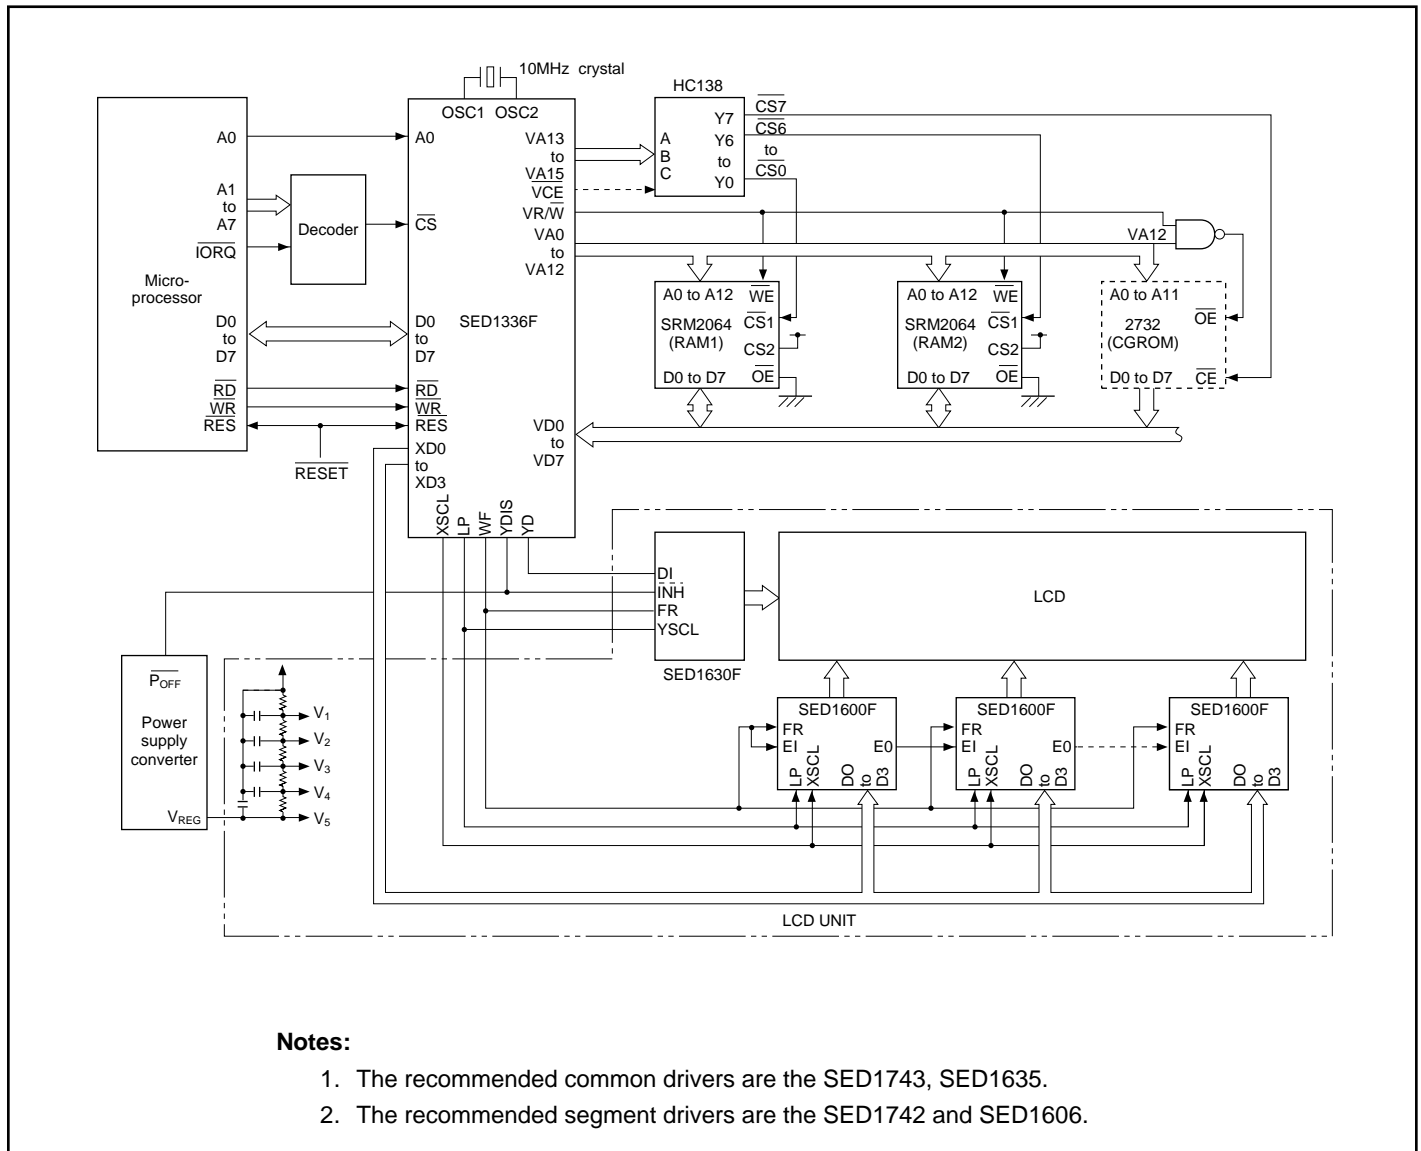 10MHz crystal
HC138
OSC1 OSC2
A0
A0
VA13
to
VA15
VCE
A
B
C
Y7
Y6
to
Y0
CS7
CS6
to
CS0
A1
to
A7
IORQ
Decoder
CS
VR/W
VA0
to
VA12
VA12
Micro-
processor
SED1336F
A0 to A12
WE
SRM2064
(RAM1)
CS1
CS2
D0 to D7
OE
A0 to A12
WE
SRM2064
(RAM2)
CS1
CS2
D0 to D7
OE
A0 to A11
2732
(CGROM)
OE
D0 to D7
CE
D0
to
D7
D0
to
D7
RD
WR
RES
RD
WR
RES
RESET
XD0
to
XD3
VD0
to
VD7
XSCL
LP
WF
YDIS
YD
DI
INH
FR
YSCL
SED1630F
LCD
POFF
Power
supply
converter
VREG
V1
V2
V3
V4
V5
SED1600F
FR
EI
E0
LP
XSCL
DO
to
D3
SED1600F
FR
EI
E0
LP
XSCL
DO
to
D3
SED1600F
FR
EI
LP
XSCL
DO
to
D3
LCD UNIT
Notes:
1. The recommended common drivers are the SED1743, SED1635.
2. The recommended segment drivers are the SED1742 and SED1606.